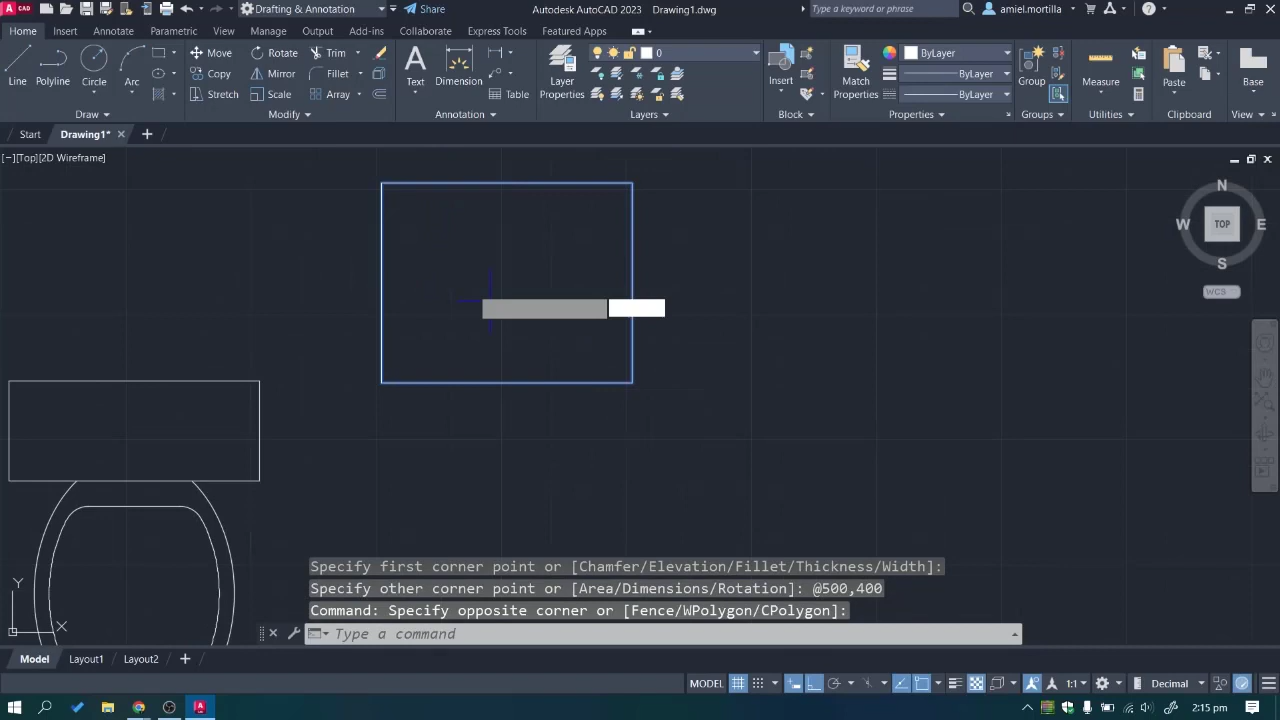 CAD
Drafting & Annotation
Share
Autodesk AutoCAD 2023 Drawing1.dwg
Type a keyword or phrase
amiel.mortilla
Home Insert Annotate Parametric View Manage Output Add-ins Collaborate Express Tools Featured Apps
Line Polyline Circle Arc
Move Rotate Trim
Copy Mirror Fillet
Stretch Scale Array
Text Dimension Table
Layer Properties
0
Insert
Match Properties
ByLayer
ByLayer
ByLayer
Group
Measure
Paste
Base
Draw Modify Annotation Layers Block Properties Groups Utilities Clipboard View
Start Drawing1*
[−][Top][2D Wireframe]
N
W TOP E
S
WCS
Y
X
Specify first corner point or [Chamfer/Elevation/Fillet/Thickness/Width]:
Specify other corner point or [Area/Dimensions/Rotation]: @500,400
Command: Specify opposite corner or [Fence/WPolygon/CPolygon]:
Type a command
Model Layout1 Layout2
MODEL 1:1 Decimal
2:15 pm